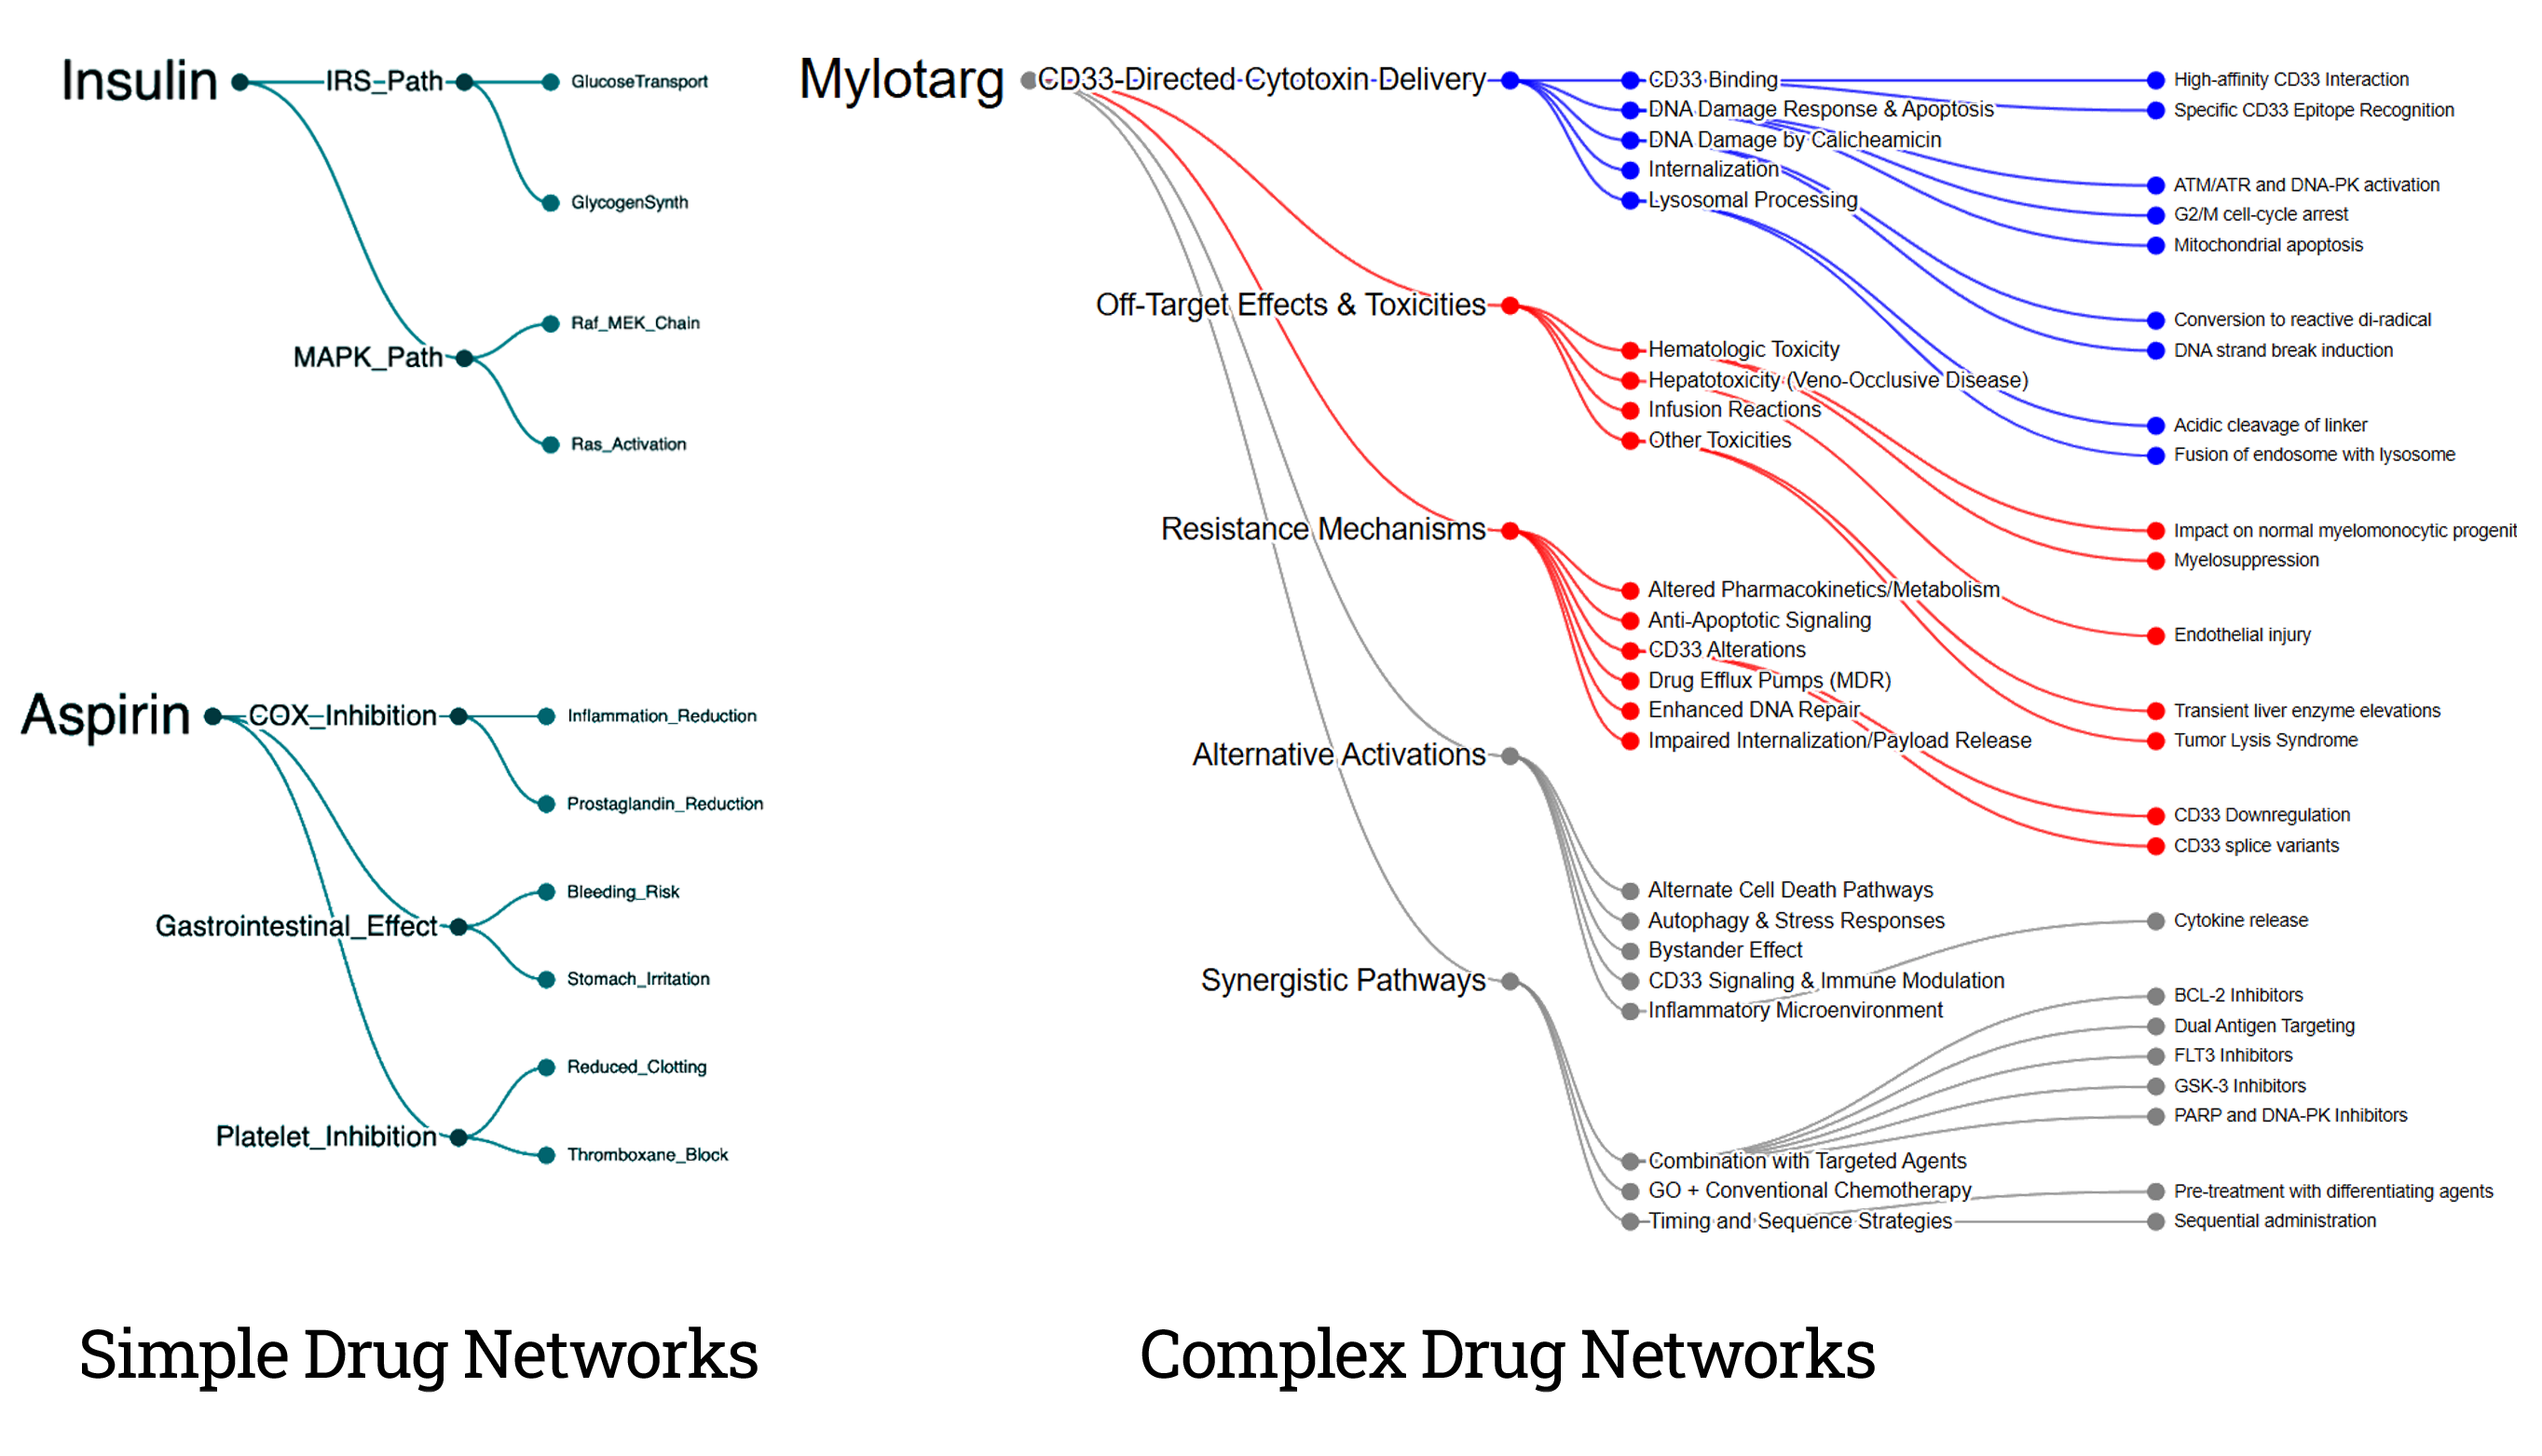 Insulin
IRS_Path
GlucoseTransport
GlycogenSynth
MAPK_Path
Raf_MEK_Chain
Ras_Activation
Aspirin
COX_Inhibition
Inflammation_Reduction
Prostaglandin_Reduction
Gastrointestinal_Effect
Bleeding_Risk
Stomach_Irritation
Platelet_Inhibition
Reduced_Clotting
Thromboxane_Block
Simple Drug Networks
Mylotarg
CD33-Directed-Cytotoxin-Delivery
CD33 Binding
DNA Damage Response & Apoptosis
DNA Damage by Calicheamicin
Internalization
Lysosomal Processing
High-affinity CD33 Interaction
Specific CD33 Epitope Recognition
ATM/ATR and DNA-PK activation
G2/M cell-cycle arrest
Mitochondrial apoptosis
Conversion to reactive di-radical
DNA strand break induction
Acidic cleavage of linker
Fusion of endosome with lysosome
Off-Target Effects & Toxicities
Hematologic Toxicity
Hepatotoxicity (Veno-Occlusive Disease)
Infusion Reactions
Other Toxicities
Impact on normal myelomonocytic progenit
Myelosuppression
Endothelial injury
Transient liver enzyme elevations
Tumor Lysis Syndrome
Resistance Mechanisms
Altered Pharmacokinetics/Metabolism
Anti-Apoptotic Signaling
CD33 Alterations
Drug Efflux Pumps (MDR)
Enhanced DNA Repair
Impaired Internalization/Payload Release
CD33 Downregulation
CD33 splice variants
Alternative Activations
Alternate Cell Death Pathways
Autophagy & Stress Responses
Bystander Effect
CD33 Signaling & Immune Modulation
Inflammatory Microenvironment
Cytokine release
Synergistic Pathways
Combination with Targeted Agents
GO + Conventional Chemotherapy
Timing and Sequence Strategies
BCL-2 Inhibitors
Dual Antigen Targeting
FLT3 Inhibitors
GSK-3 Inhibitors
PARP and DNA-PK Inhibitors
Pre-treatment with differentiating agents
Sequential administration
Complex Drug Networks